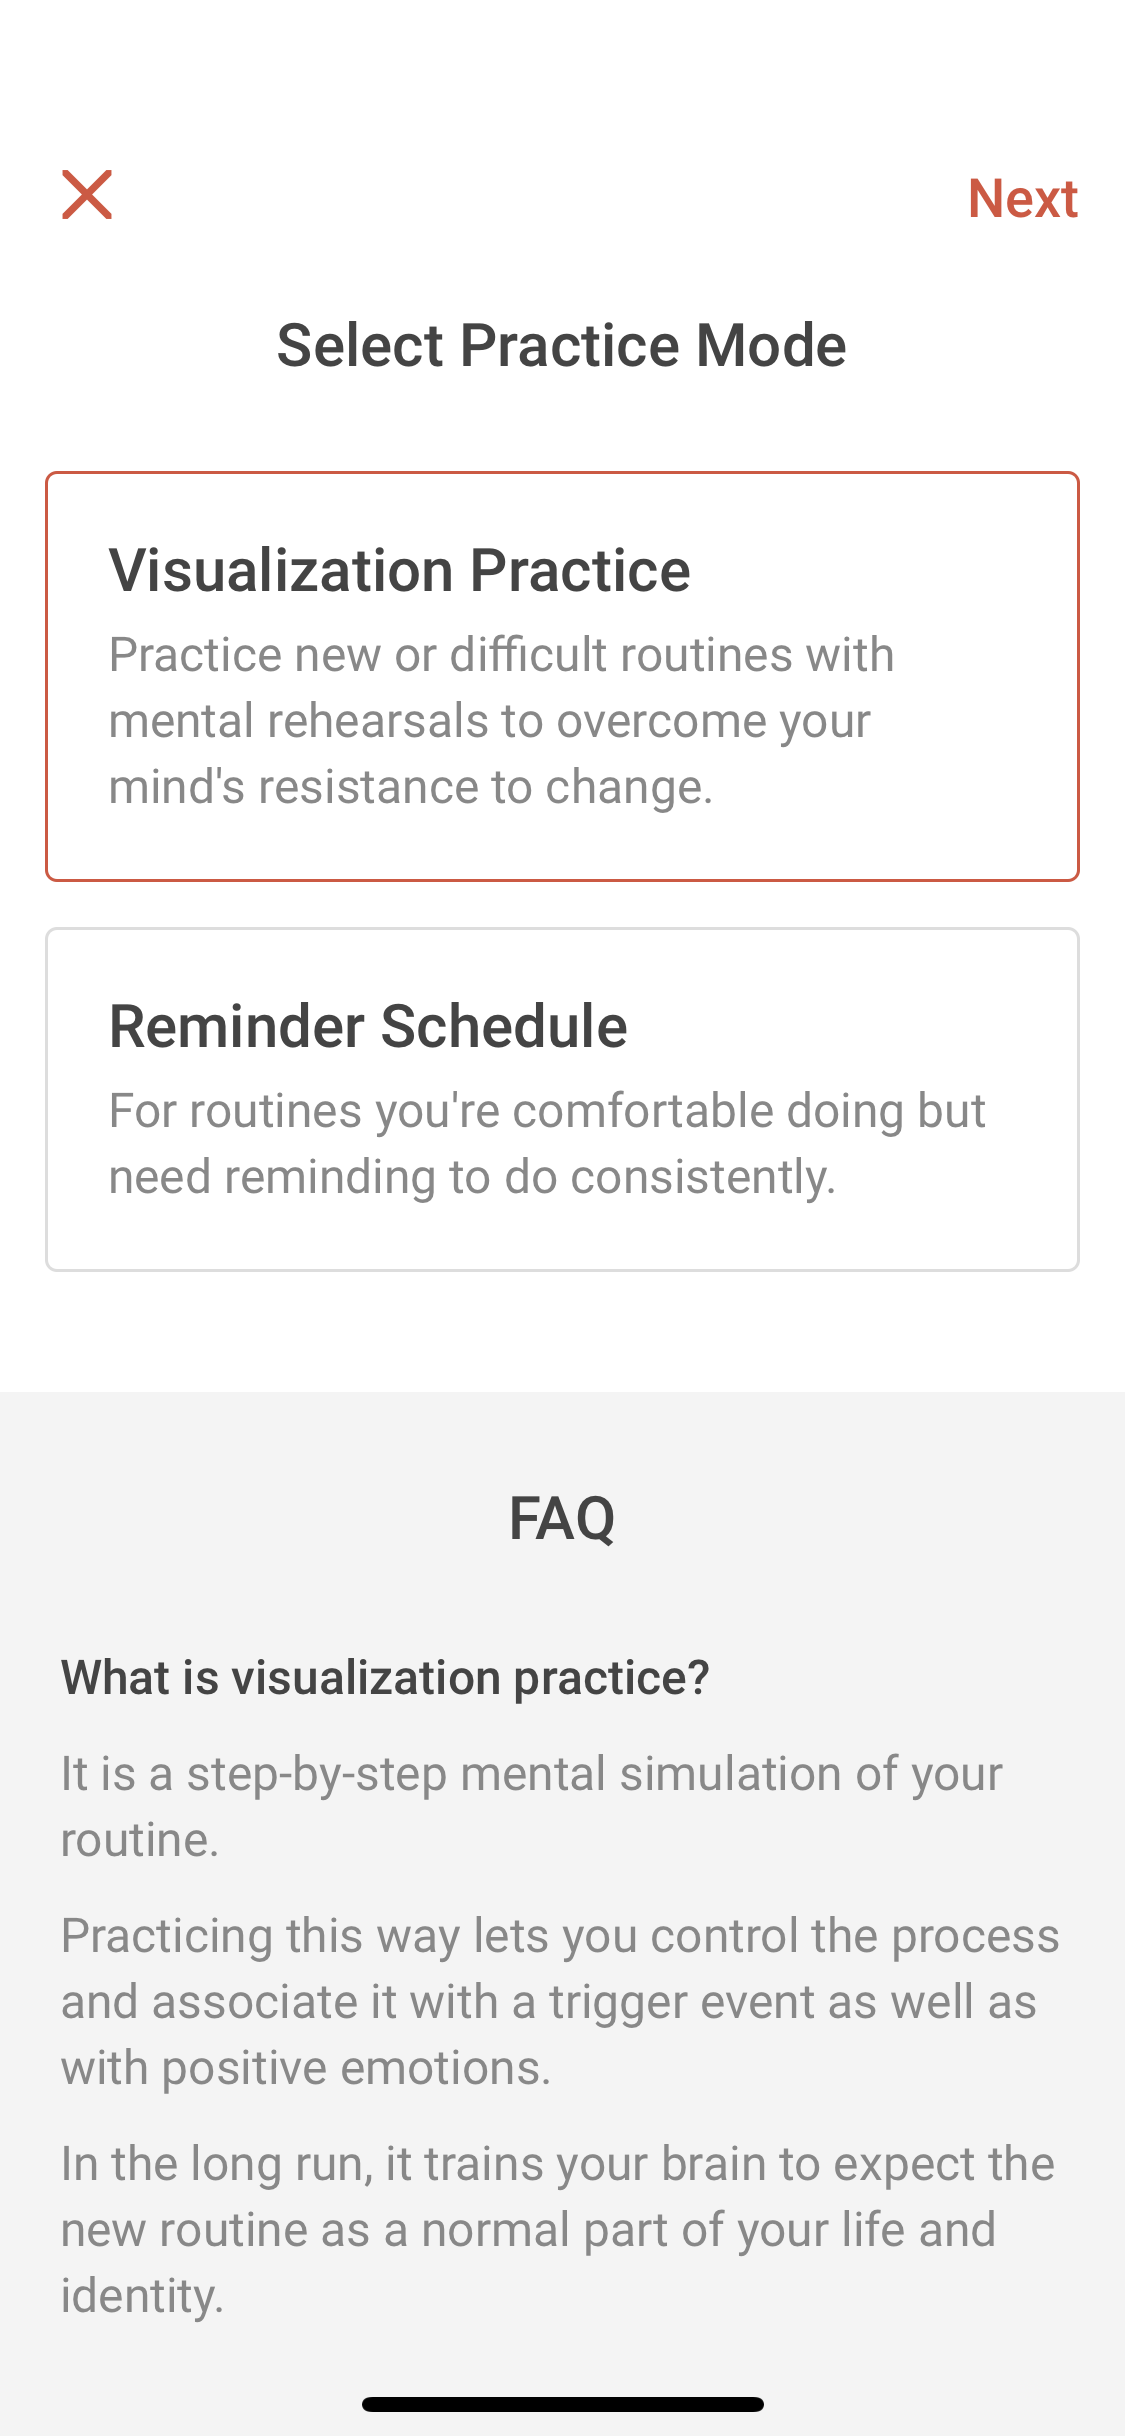 Next
Select Practice Mode
Visualization Practice
Practice new or difficult routines with
mental rehearsals to overcome your
mind's resistance to change.
Reminder Schedule
For routines you're comfortable doing but
need reminding to do consistently.
FAQ
What is visualization practice?
It is a step-by-step mental simulation of your
routine.
Practicing this way lets you control the process
and associate it with a trigger event as well as
with positive emotions.
In the long run, it trains your brain to expect the
new routine as a normal part of your life and
identity.